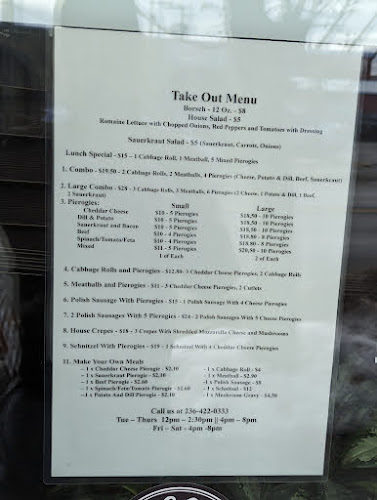 Take Out Menu
Borsch - 12 Oz. - $8
House Salad - $5
Romaine Lettuce with Chopped Onions, Red Peppers and Tomatoes with Dressing
Sauerkraut Salad - $5 (Sauerkraut, Carrots, Onions)
Lunch Special - $15 – 1 Cabbage Roll, 1 Meatball, 5 Mixed Pierogies
1. Combo - $19.50 - 2 Cabbage Rolls, 2 Meatballs, 4 Pierogies (Cheese, Potato & Dill, Beef, Sauerkraut)
2. Large Combo - $28 - 3 Cabbage Rolls, 3 Meatballs, 6 Pierogies (2 Cheese, 1 Potato & Dill, 1 Beef,
2 Sauerkraut)
3. Pierogies: Small Large
Cheddar Cheese $10 - 5 Pierogies $18,50 - 10 Pierogies
Dill & Potato $10 - 5 Pierogies $18,50 - 10 Pierogies
Sauerkraut and Bacon $10 - 5 Pierogies $19,50 - 10 Pierogies
Beef $10 - 4 Pierogies $19.80 - 8 Pierogies
Spinach/Tomato/Feta $10 - 4 Pierogies $18,80 - 8 Pierogies
Mixed $11 - 5 Pierogies $20,50 - 10 Pierogies
1 of Each 2 of Each
4. Cabbage Rolls and Pierogies - $12.80- 3 Cheddar Cheese Pierogies, 2 Cabbage Rolls
5. Meatballs and Pierogies - $11 - 3 Cheddar Cheese Pierogies, 2 Cutlets
6. Polish Sausage With Pierogies - $15 - 1 Polish Sausage With 4 Cheese Pierogies
7. 2 Polish Sausages With 5 Pierogies - $24 - 2 Polish Sausages With 5 Cheese Pierogies
8. House Crepes - $18 - 3 Crepes With Shredded Mozzarella Cheese and Mushrooms
9. Schnitzel With Pierogies - $19 - 1 Schnitzel With 4 Cheddar Cheese Pierogies
11. Make Your Own Meals
– 1 x Cheddar Cheese Pierogie - $2.40 -1 x Cabbage Roll - $4
– 1 x Sauerkraut Pierogie - $2.40 -1 x Meatball - $2.90
– 1 x Beef Pierogie - $2.60 -1 x Polish Sausage - $8
– 1 x Spinach/Feta/Tomato Pierogie - $2.60 -1 x Schnitzel - $12
–1 x Potato And Dill Pierogie - $2.40 -1 x Mushroom Gravy - $4,50
Call us at 236-422-0333
Tue – Thurs 12pm – 2:30pm || 4pm – 8pm
Fri – Sat - 4pm -8pm